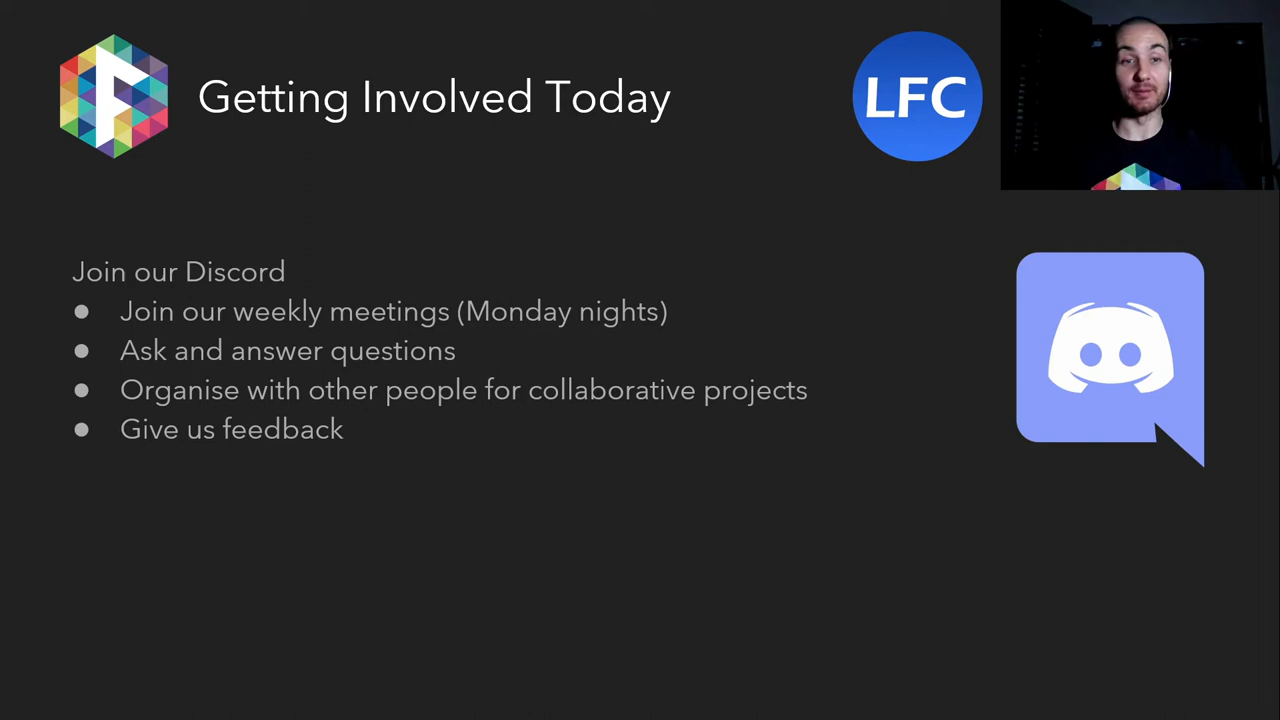 Getting Involved Today
LFC
Join our Discord
● Join our weekly meetings (Monday nights)
● Ask and answer questions
● Organise with other people for collaborative projects
● Give us feedback